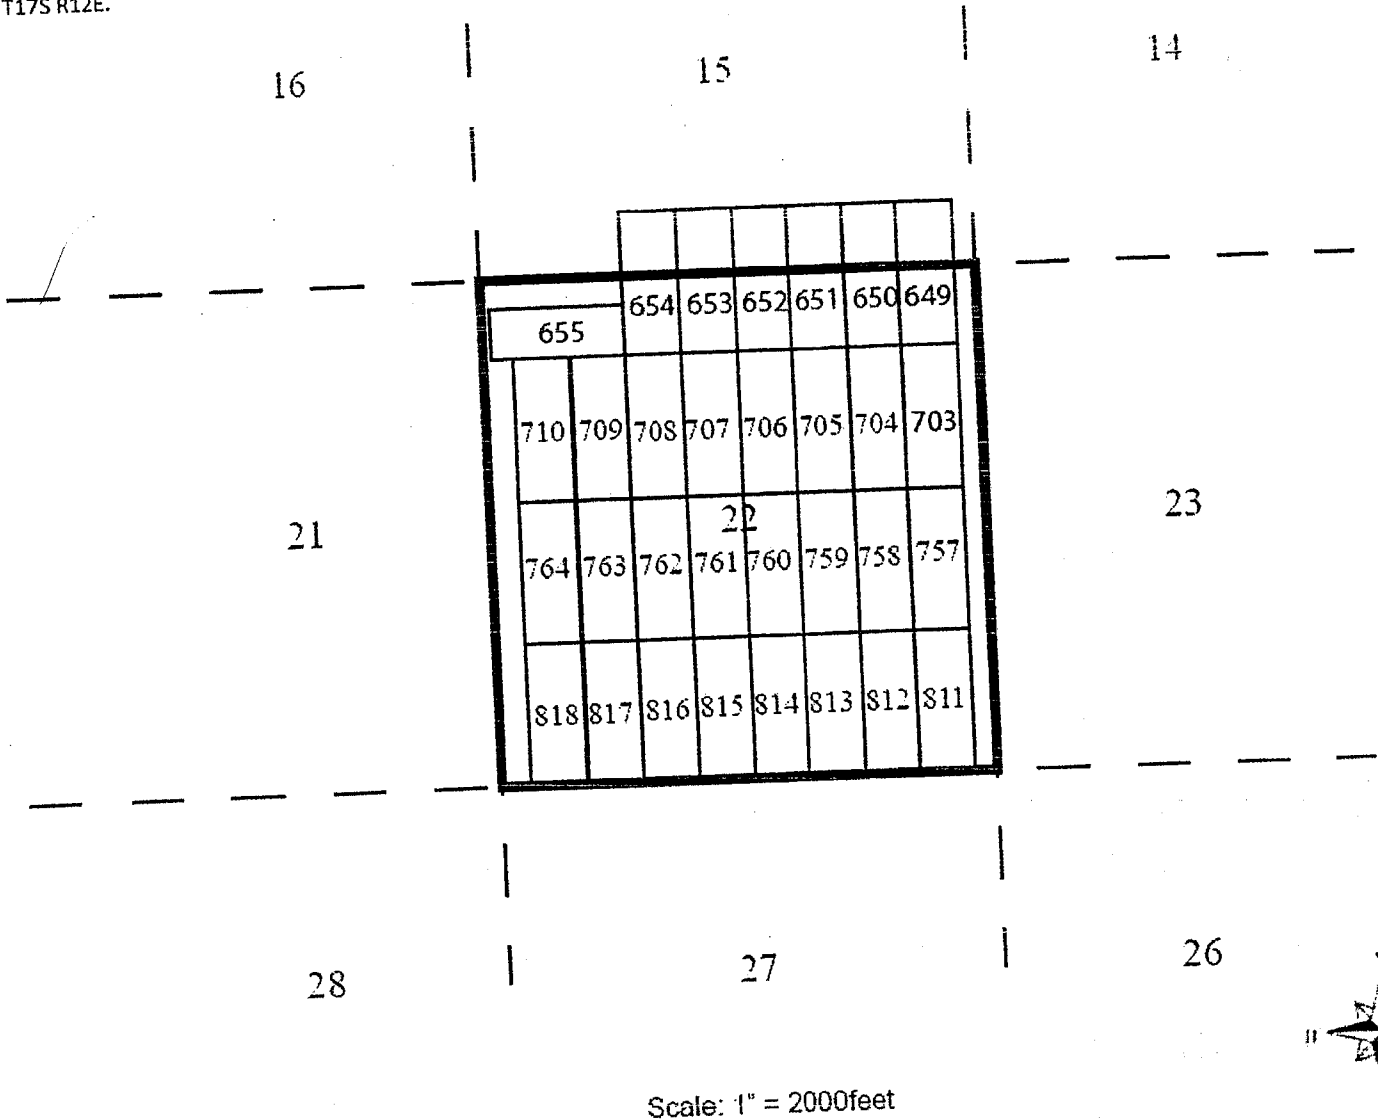 T17S R12E.
16 15 14
654 653 652 651 650 649
655
710 709 708 707 706 705 704 703
21 22 23
764 763 762 761 760 759 758 757
818 817 816 815 814 813 812 811
28 27 26
Scale: 1" = 2000feet